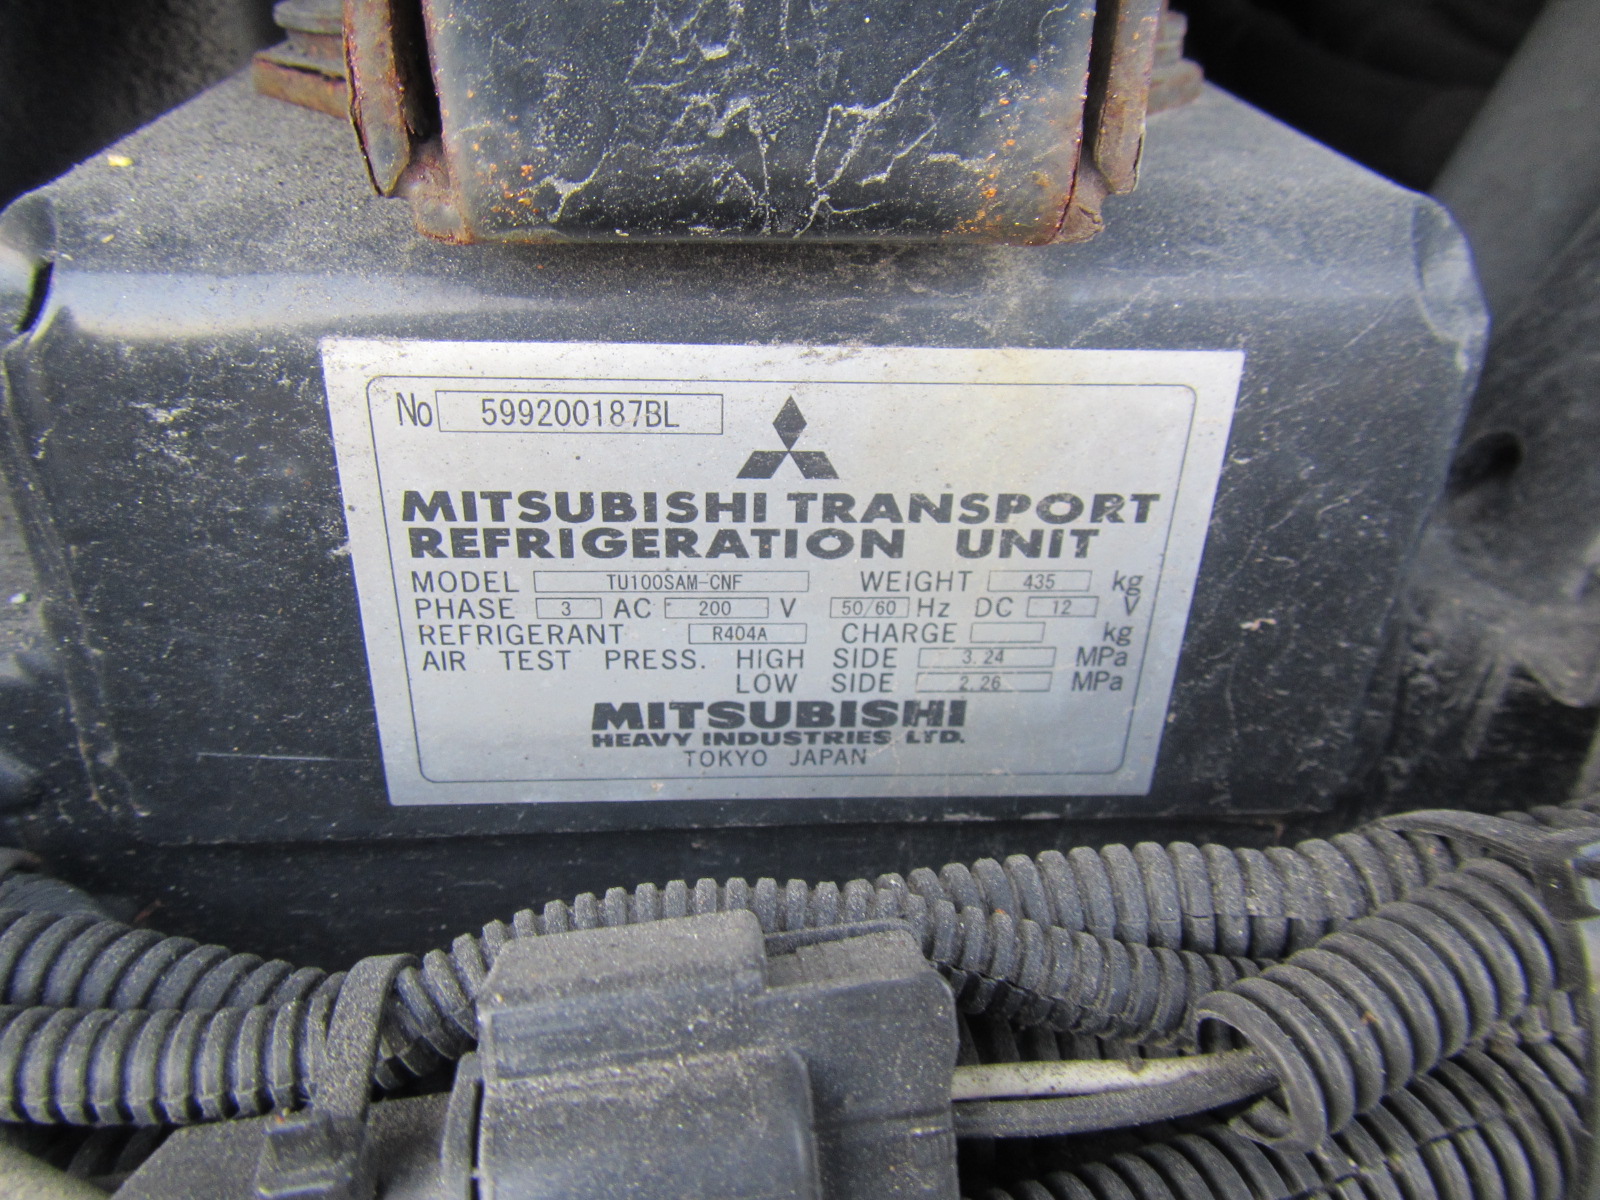 No 599200187BL
MITSUBISHI TRANSPORT
REFRIGERATION UNIT
MODEL TU100SAM-CNF WEIGHT 435 kg
PHASE 3 AC 200 V 50/60 Hz DC 12 V
REFRIGERANT R404A CHARGE kg
AIR TEST PRESS. HIGH SIDE 3.24 MPa
LOW SIDE 2.26 MPa
MITSUBISHI
HEAVY INDUSTRIES LTD.
TOKYO JAPAN